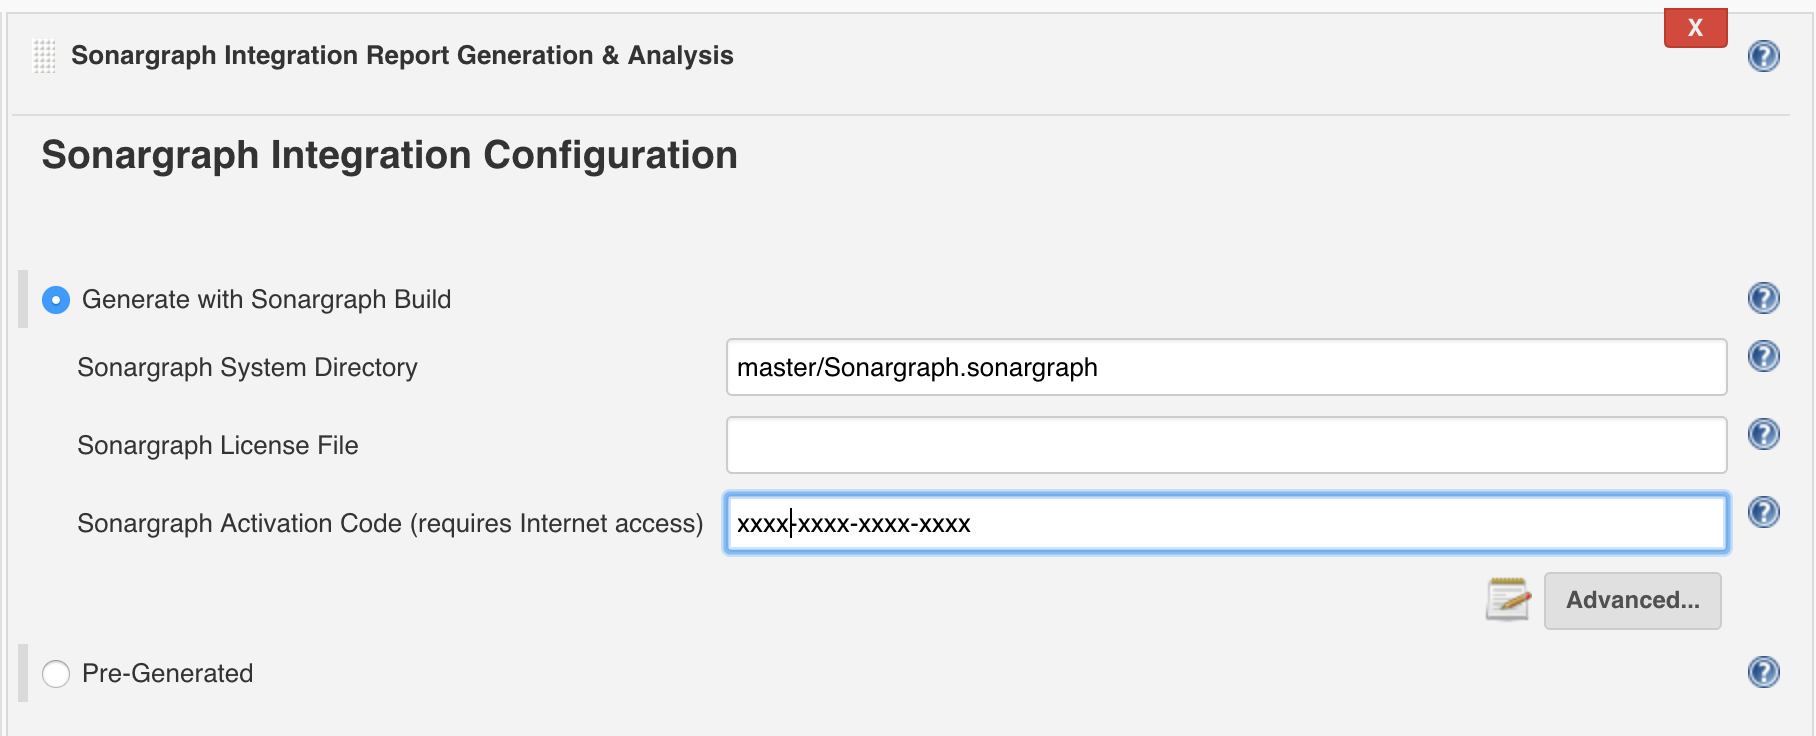 X
Sonargraph Integration Report Generation & Analysis
Sonargraph Integration Configuration
Generate with Sonargraph Build
Sonargraph System Directory master/Sonargraph.sonargraph
Sonargraph License File
Sonargraph Activation Code (requires Internet access) xxxx-xxxx-xxxx-xxxx
Advanced...
Pre-Generated